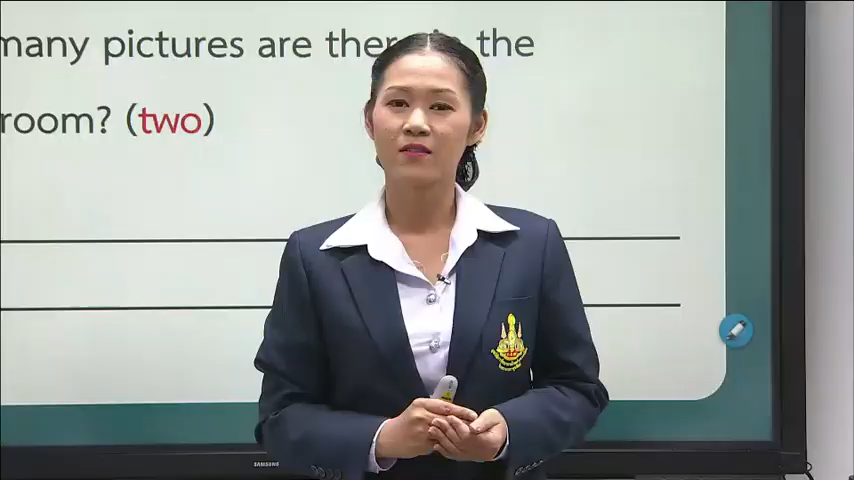 many pictures are there in the
room? (two)
SAMSUNG